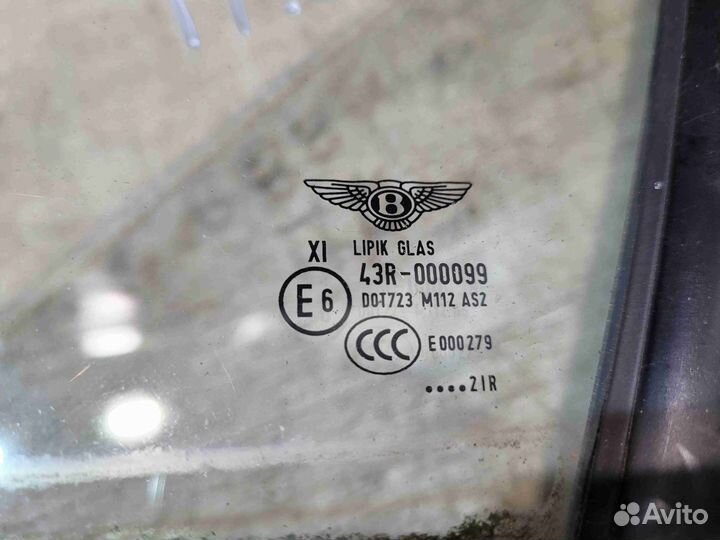 B
XI LIPIK GLAS
43R-000099
E6 DOT723 M112 AS2
CCC E000279
....21R
Avito